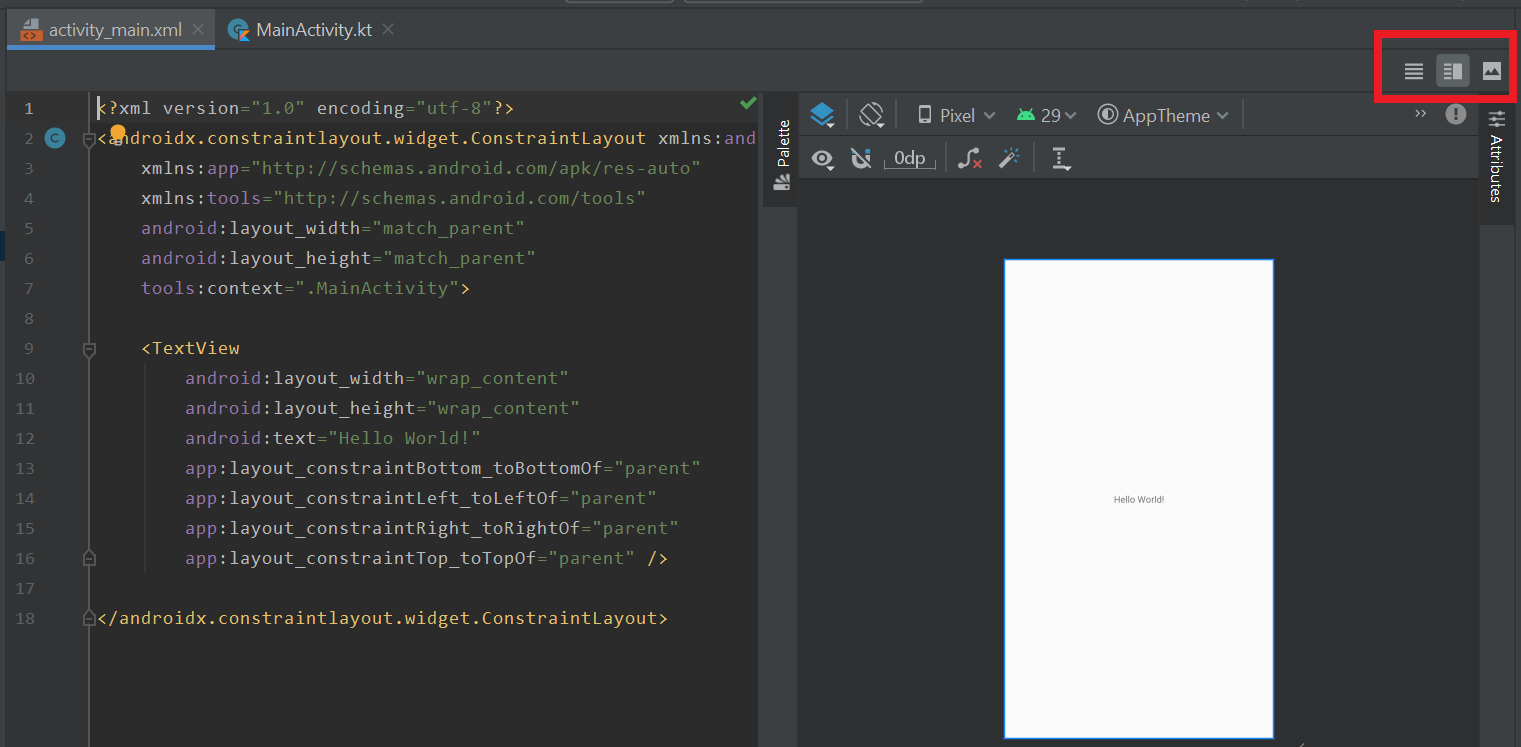 activity_main.xml
MainActivity.kt
1 <?xml version="1.0" encoding="utf-8"?>
2 <androidx.constraintlayout.widget.ConstraintLayout xmlns:and
3 xmlns:app="http://schemas.android.com/apk/res-auto"
4 xmlns:tools="http://schemas.android.com/tools"
5 android:layout_width="match_parent"
6 android:layout_height="match_parent"
7 tools:context=".MainActivity">
8
9 <TextView
10 android:layout_width="wrap_content"
11 android:layout_height="wrap_content"
12 android:text="Hello World!"
13 app:layout_constraintBottom_toBottomOf="parent"
14 app:layout_constraintLeft_toLeftOf="parent"
15 app:layout_constraintRight_toRightOf="parent"
16 app:layout_constraintTop_toTopOf="parent" />
17
18 </androidx.constraintlayout.widget.ConstraintLayout>
C
Palette
Pixel 29 AppTheme
0dp
Attributes
Hello World!